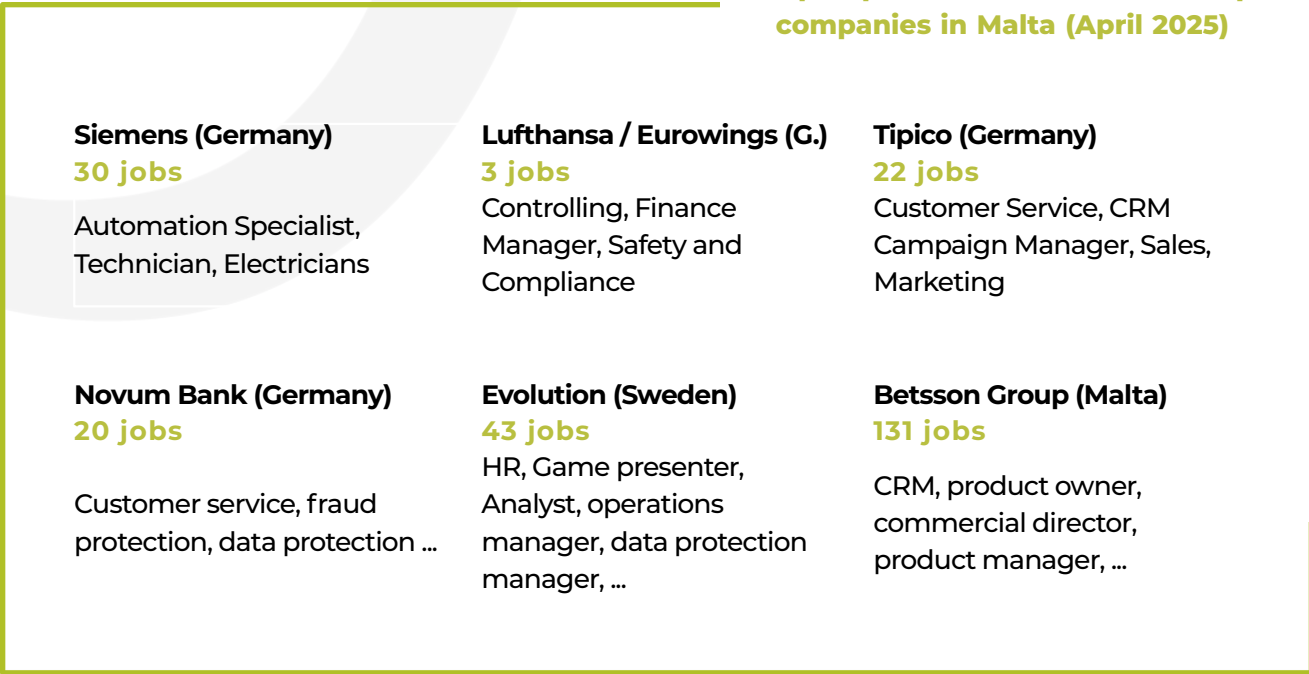 companies in Malta (April 2025)
Siemens (Germany)
30 jobs
Automation Specialist,
Technician, Electricians
Lufthansa / Eurowings (G.)
3 jobs
Controlling, Finance
Manager, Safety and
Compliance
Tipico (Germany)
22 jobs
Customer Service, CRM
Campaign Manager, Sales,
Marketing
Novum Bank (Germany)
20 jobs
Customer service, fraud
protection, data protection ...
Evolution (Sweden)
43 jobs
HR, Game presenter,
Analyst, operations
manager, data protection
manager, ...
Betsson Group (Malta)
131 jobs
CRM, product owner,
commercial director,
product manager, ...